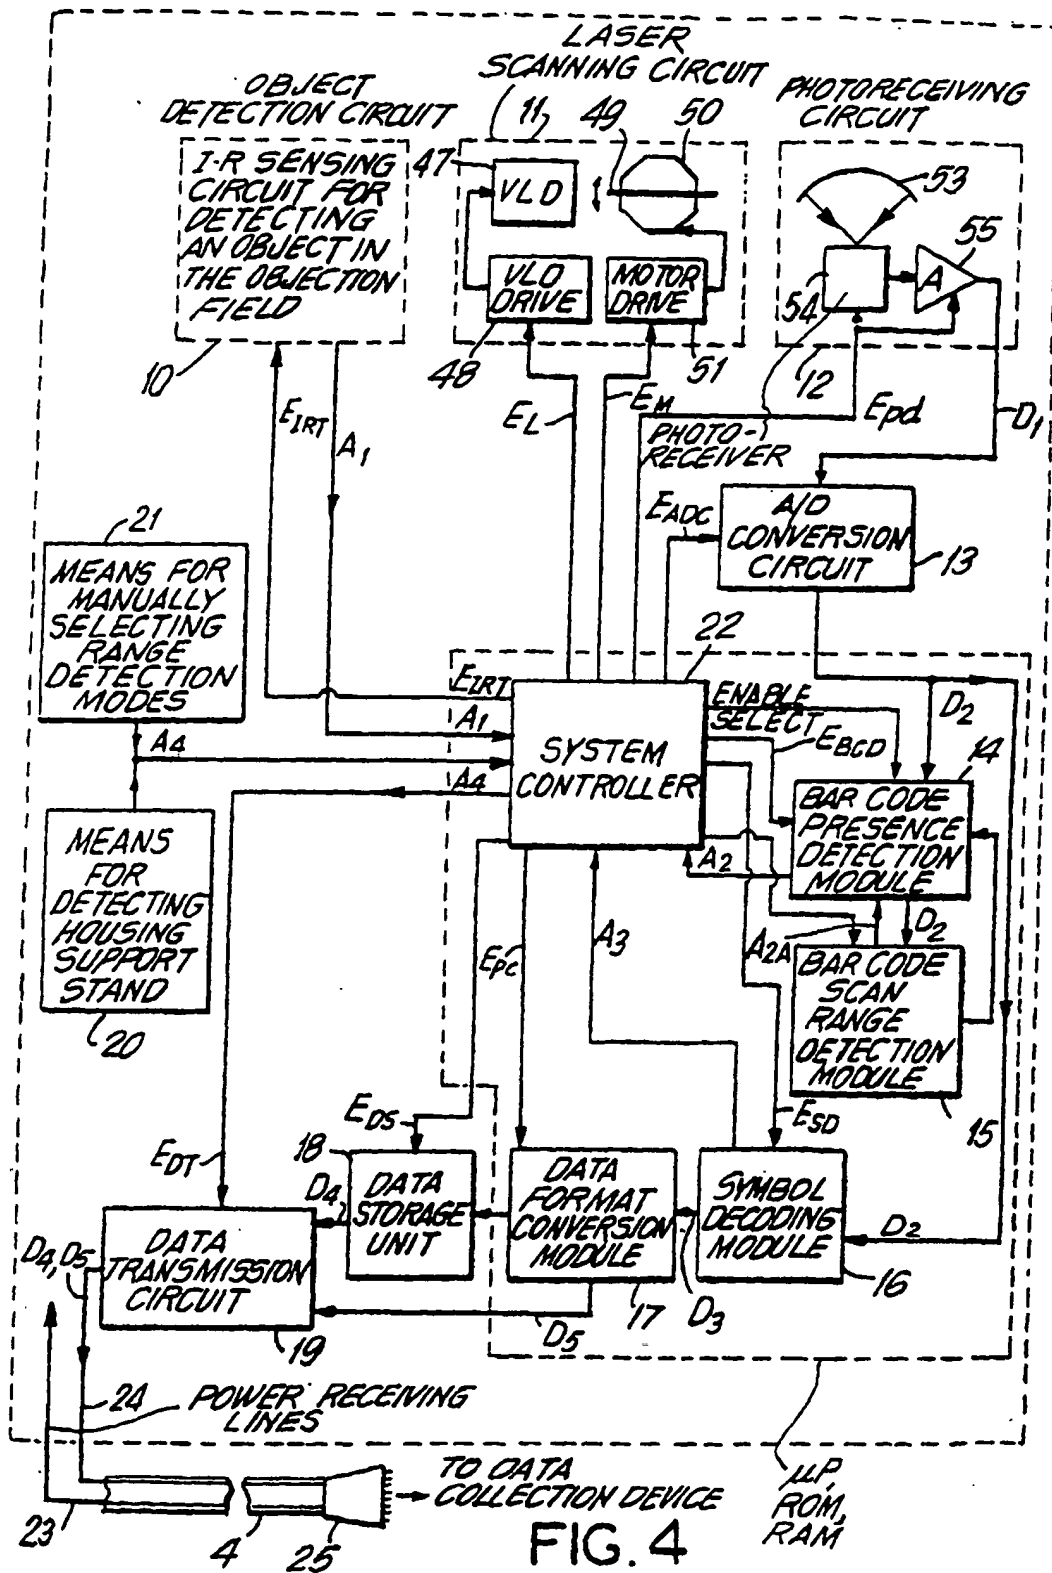 LASER
SCANNING CIRCUIT
OBJECT
DETECTION CIRCUIT
PHOTORECEIVING
CIRCUIT
11
49
50
47
53
55
54
I-R SENSING
CIRCUIT FOR
DETECTING
AN OBJECT IN
THE OBJECTION
FIELD
VLD
VLD
DRIVE
MOTOR
DRIVE
A
10
48
51
12
EIRT
A1
EL
EM
PHOTO-
RECEIVER
Epd
D1
EADC
A/D
CONVERSION
CIRCUIT
13
21
MEANS FOR
MANUALLY
SELECTING
RANGE
DETECTION
MODES
22
EIRT
A1
A4
A4
SYSTEM
CONTROLLER
ENABLE
SELECT
EBCD
D2
14
BAR CODE
PRESENCE
DETECTION
MODULE
A2
MEANS
FOR
DETECTING
HOUSING
SUPPORT
STAND
20
EPC
A3
A2A
D2
BAR CODE
SCAN
RANGE
DETECTION
MODULE
15
EDS
ESD
EDT
18
D4
DATA
STORAGE
UNIT
DATA
FORMAT
CONVERSION
MODULE
SYMBOL
DECODING
MODULE
D2
16
D4, D5
DATA
TRANSMISSION
CIRCUIT
19
D5
17
D3
24
POWER RECEIVING
LINES
23
4
25
TO DATA
COLLECTION DEVICE
μP,
ROM,
RAM
FIG. 4